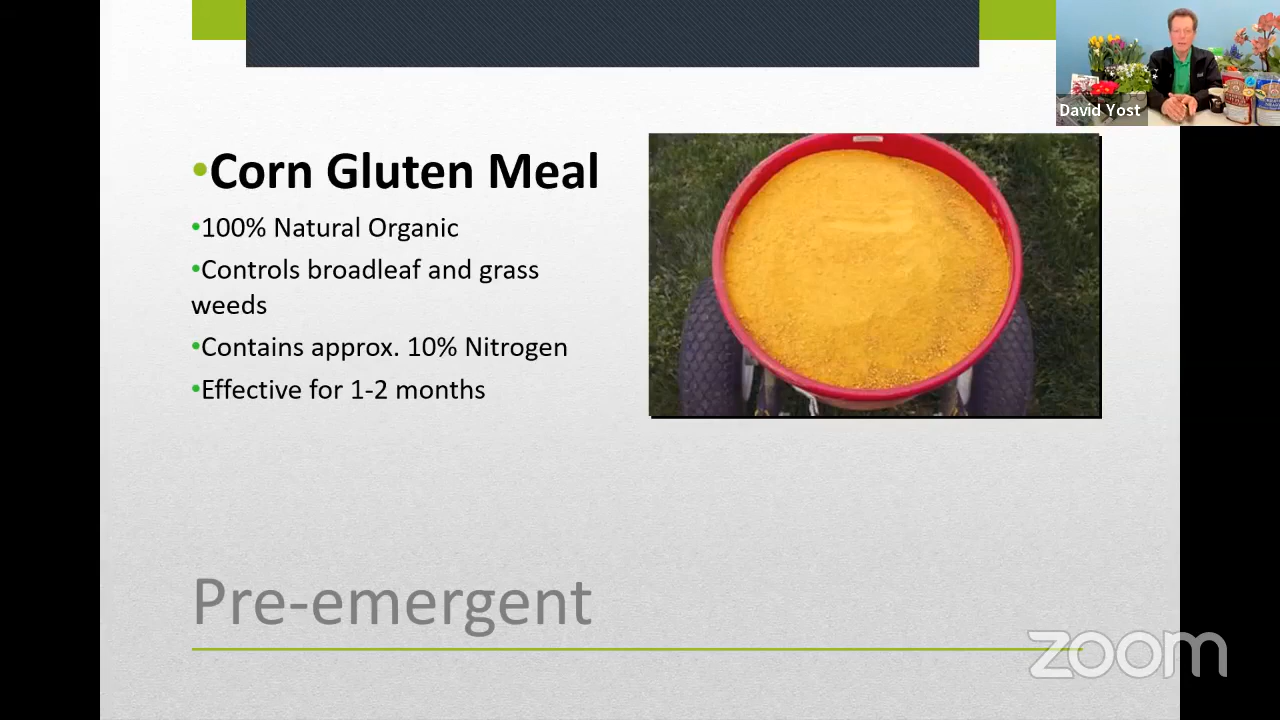 David Yost
•Corn Gluten Meal
•100% Natural Organic
•Controls broadleaf and grass
weeds
•Contains approx. 10% Nitrogen
•Effective for 1-2 months
Pre-emergent
zoom